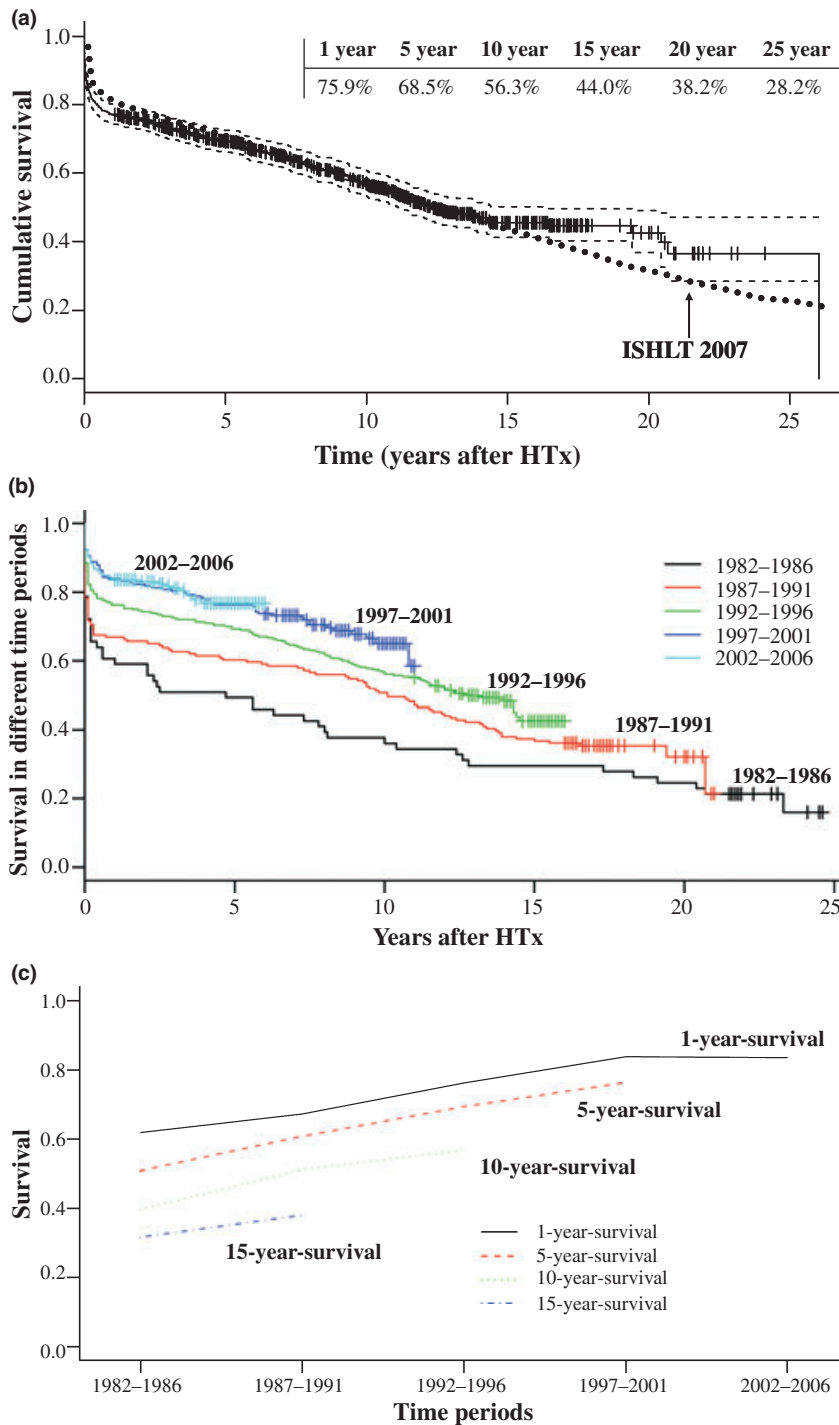 (a)
1 year 5 year 10 year 15 year 20 year 25 year
75.9% 68.5% 56.3% 44.0% 38.2% 28.2%
1.0
0.8
0.6
0.4
0.2
0.0
Cumulative survival
ISHLT 2007
0 5 10 15 20 25
Time (years after HTx)
(b)
1.0
0.8
0.6
0.4
0.2
0.0
Survival in different time periods
2002–2006
1997–2001
1992–1996
1987–1991
1982–1986
1982–1986
1987–1991
1992–1996
1997–2001
2002–2006
0 5 10 15 20 25
Years after HTx
(c)
1.0
0.8
0.6
0.4
0.2
0.0
Survival
1-year-survival
5-year-survival
10-year-survival
15-year-survival
1-year-survival
5-year-survival
10-year-survival
15-year-survival
1982–1986 1987–1991 1992–1996 1997–2001 2002–2006
Time periods